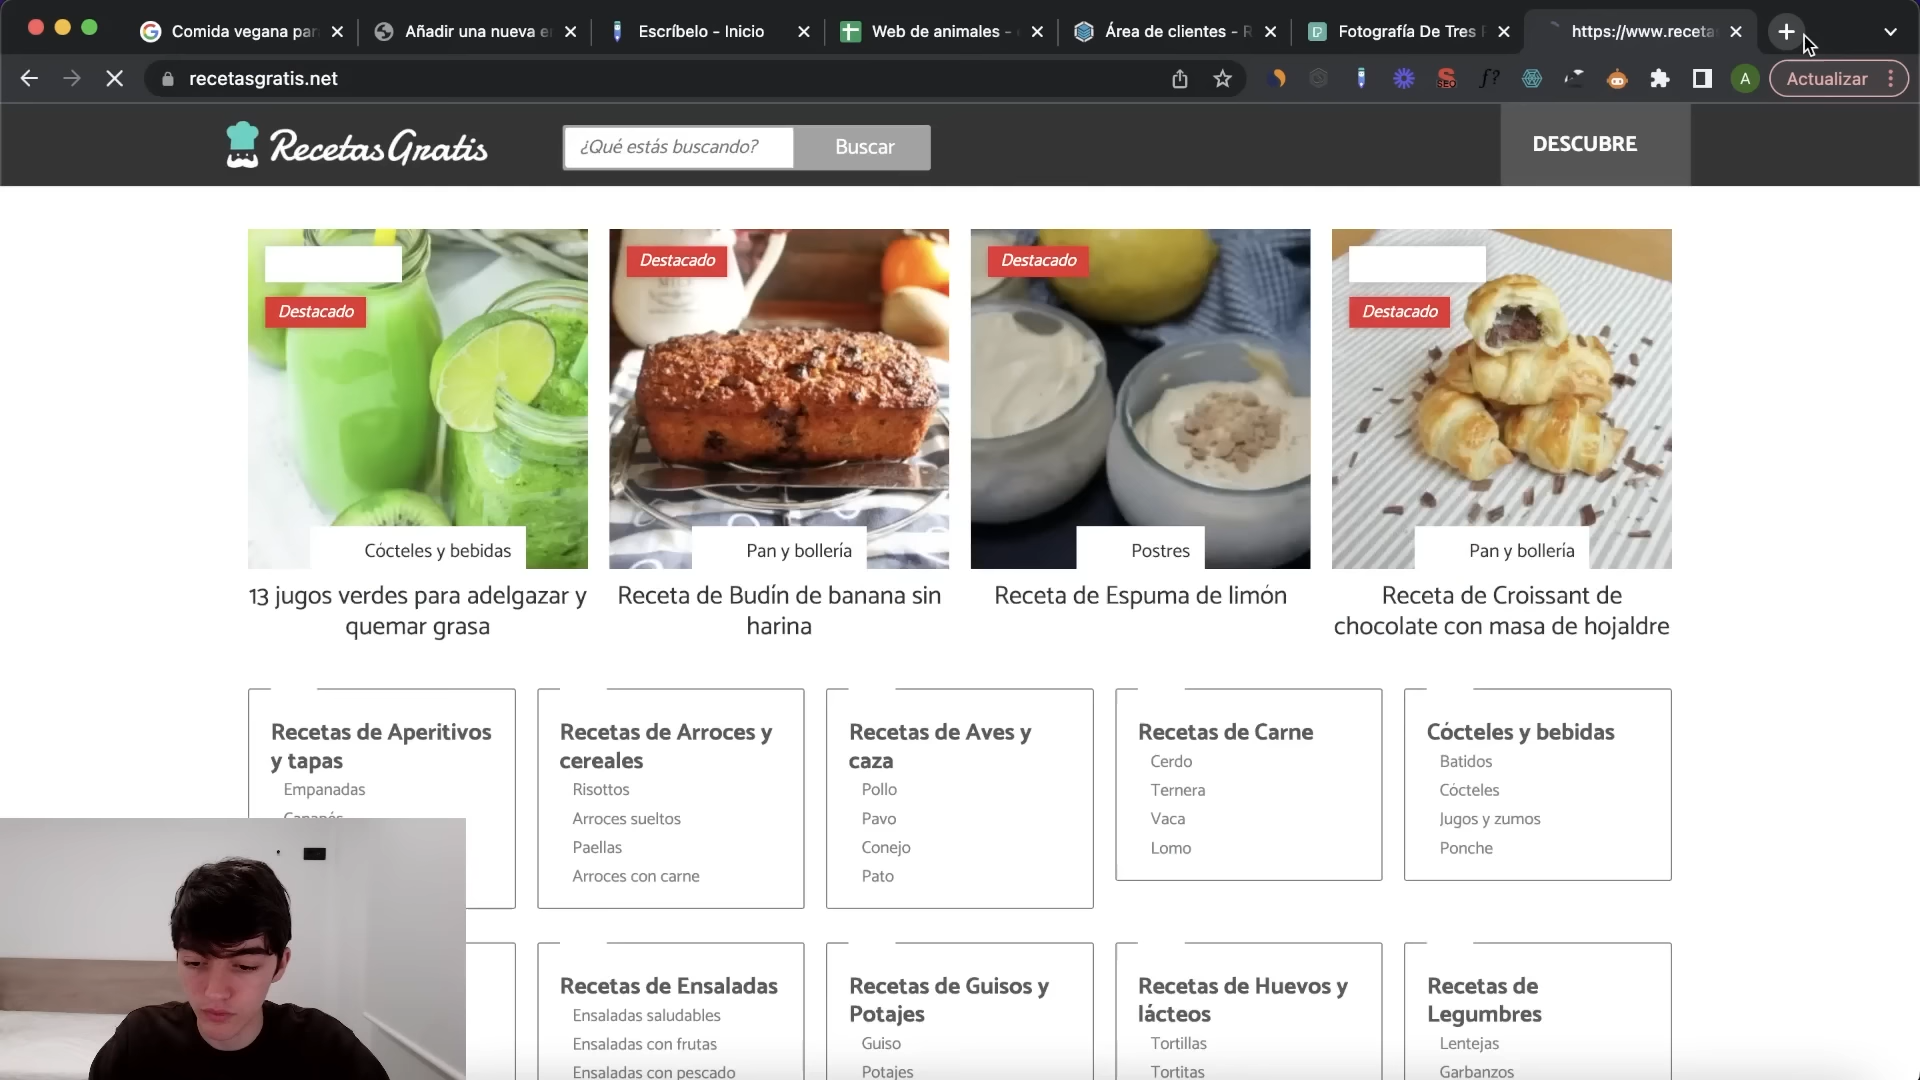 Comida vegana par
Añadir una nueva e
Escríbelo - Inicio
Web de animales -
Área de clientes - R
Fotografía De Tres P
https://www.receta
recetasgratis.net
SEO
f?
A
Actualizar
RecetasGratis
¿Qué estás buscando?
Buscar
DESCUBRE
Destacado
Destacado
Destacado
Destacado
Cócteles y bebidas
Pan y bollería
Postres
Pan y bollería
13 jugos verdes para adelgazar y
quemar grasa
Receta de Budín de banana sin
harina
Receta de Espuma de limón
Receta de Croissant de
chocolate con masa de hojaldre
Recetas de Aperitivos
y tapas
Empanadas
Canapés
Recetas de Arroces y
cereales
Risottos
Arroces sueltos
Paellas
Arroces con carne
Recetas de Aves y
caza
Pollo
Pavo
Conejo
Pato
Recetas de Carne
Cerdo
Ternera
Vaca
Lomo
Cócteles y bebidas
Batidos
Cócteles
Jugos y zumos
Ponche
Recetas de Ensaladas
Ensaladas saludables
Ensaladas con frutas
Ensaladas con pescado
Recetas de Guisos y
Potajes
Guiso
Potajes
Recetas de Huevos y
lácteos
Tortillas
Tortitas
Recetas de
Legumbres
Lentejas
Garbanzos